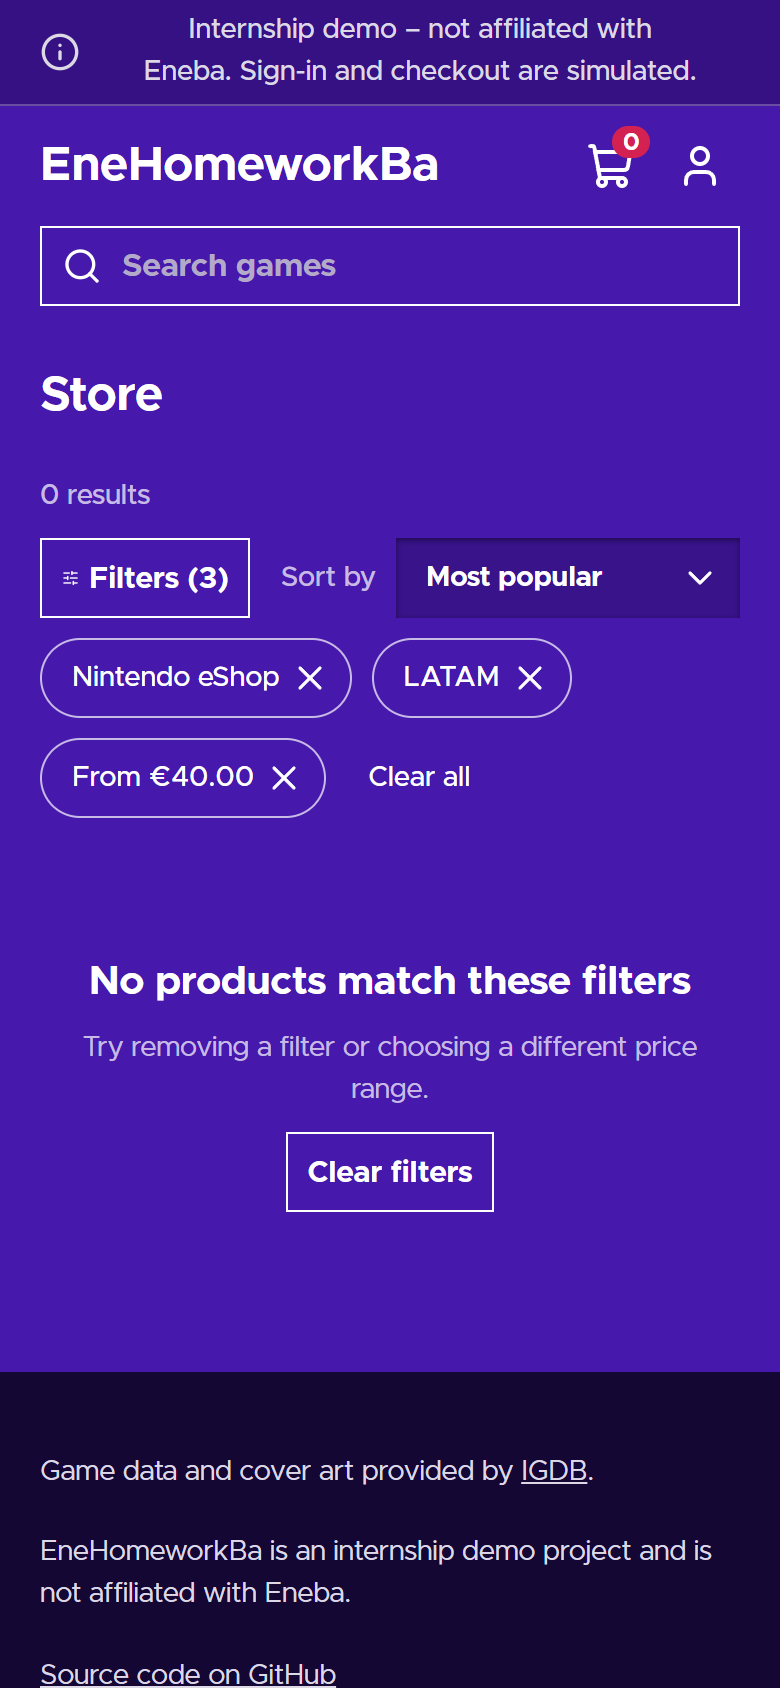 Internship demo – not affiliated with
Eneba. Sign-in and checkout are simulated.
EneHomeworkBa
0
Search games
Store
0 results
Filters (3)
Sort by
Most popular
Nintendo eShop
LATAM
From €40.00
Clear all
No products match these filters
Try removing a filter or choosing a different price
range.
Clear filters
Game data and cover art provided by IGDB.
EneHomeworkBa is an internship demo project and is
not affiliated with Eneba.
Source code on GitHub